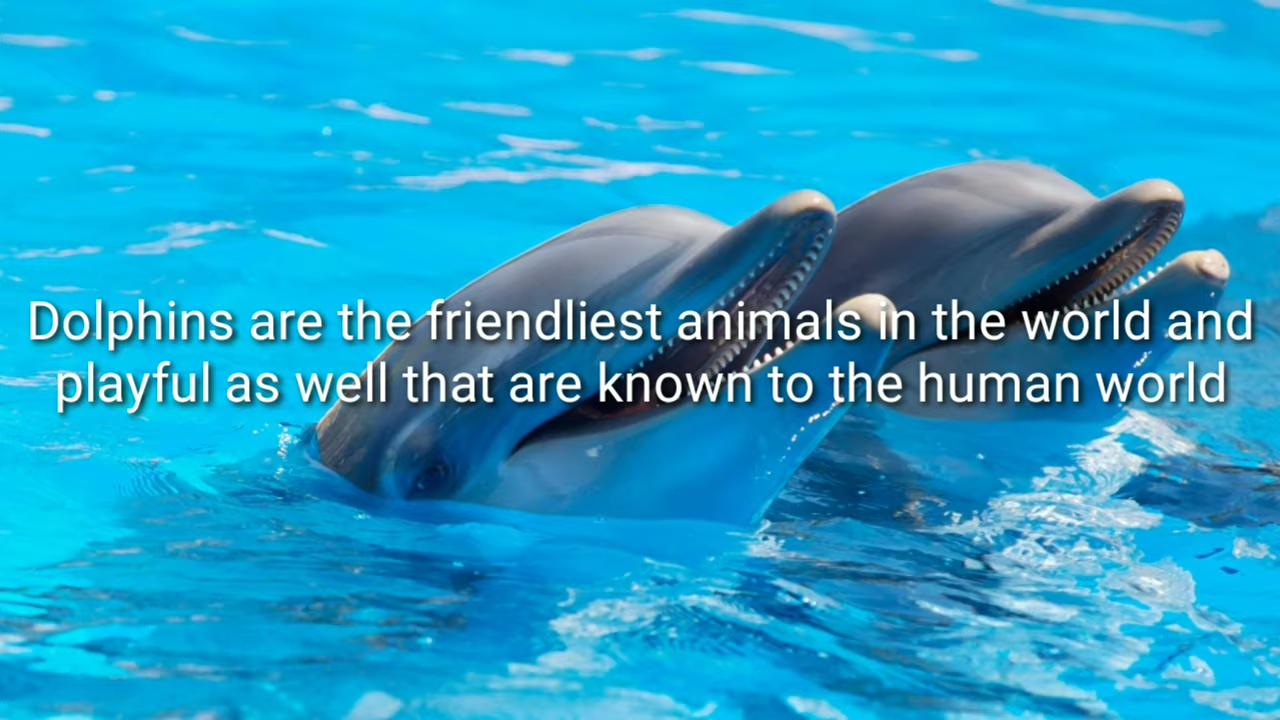 Dolphins are the friendliest animals in the world and
playful as well that are known to the human world